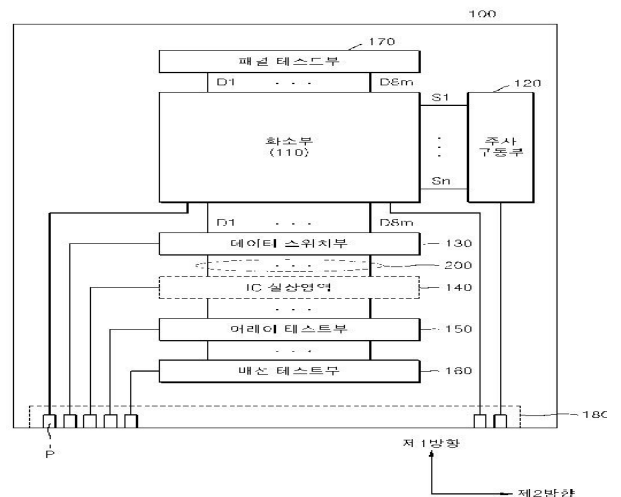 100
170
패널 테스트부
D1 . . . D8m
120
S1
화소부
(110)
주사
구동부
Sn
D1 . . . D8m
데이터 스위치부
130
200
IC 실장영역
140
어레이 테스트부
150
배선 테스트부
160
180
P
제1방향
제2방향